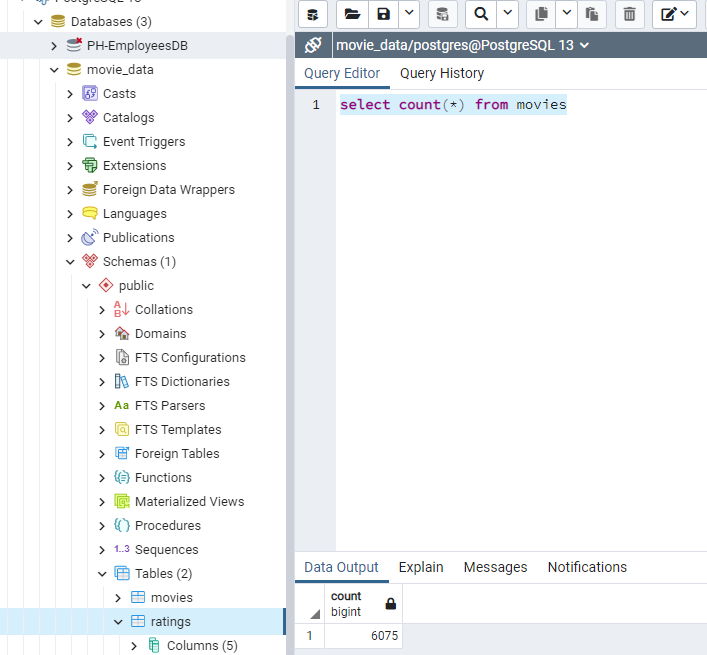 PostgreSQL 13
Databases (3)
PH-EmployeesDB
movie_data
Casts
Catalogs
Event Triggers
Extensions
Foreign Data Wrappers
Languages
Publications
Schemas (1)
public
Collations
Domains
FTS Configurations
FTS Dictionaries
Aa FTS Parsers
FTS Templates
Foreign Tables
Functions
Materialized Views
Procedures
1..3 Sequences
Tables (2)
movies
ratings
Columns (5)
movie_data/postgres@PostgreSQL 13
Query Editor Query History
1 select count(*) from movies
Data Output Explain Messages Notifications
count
bigint
1 6075